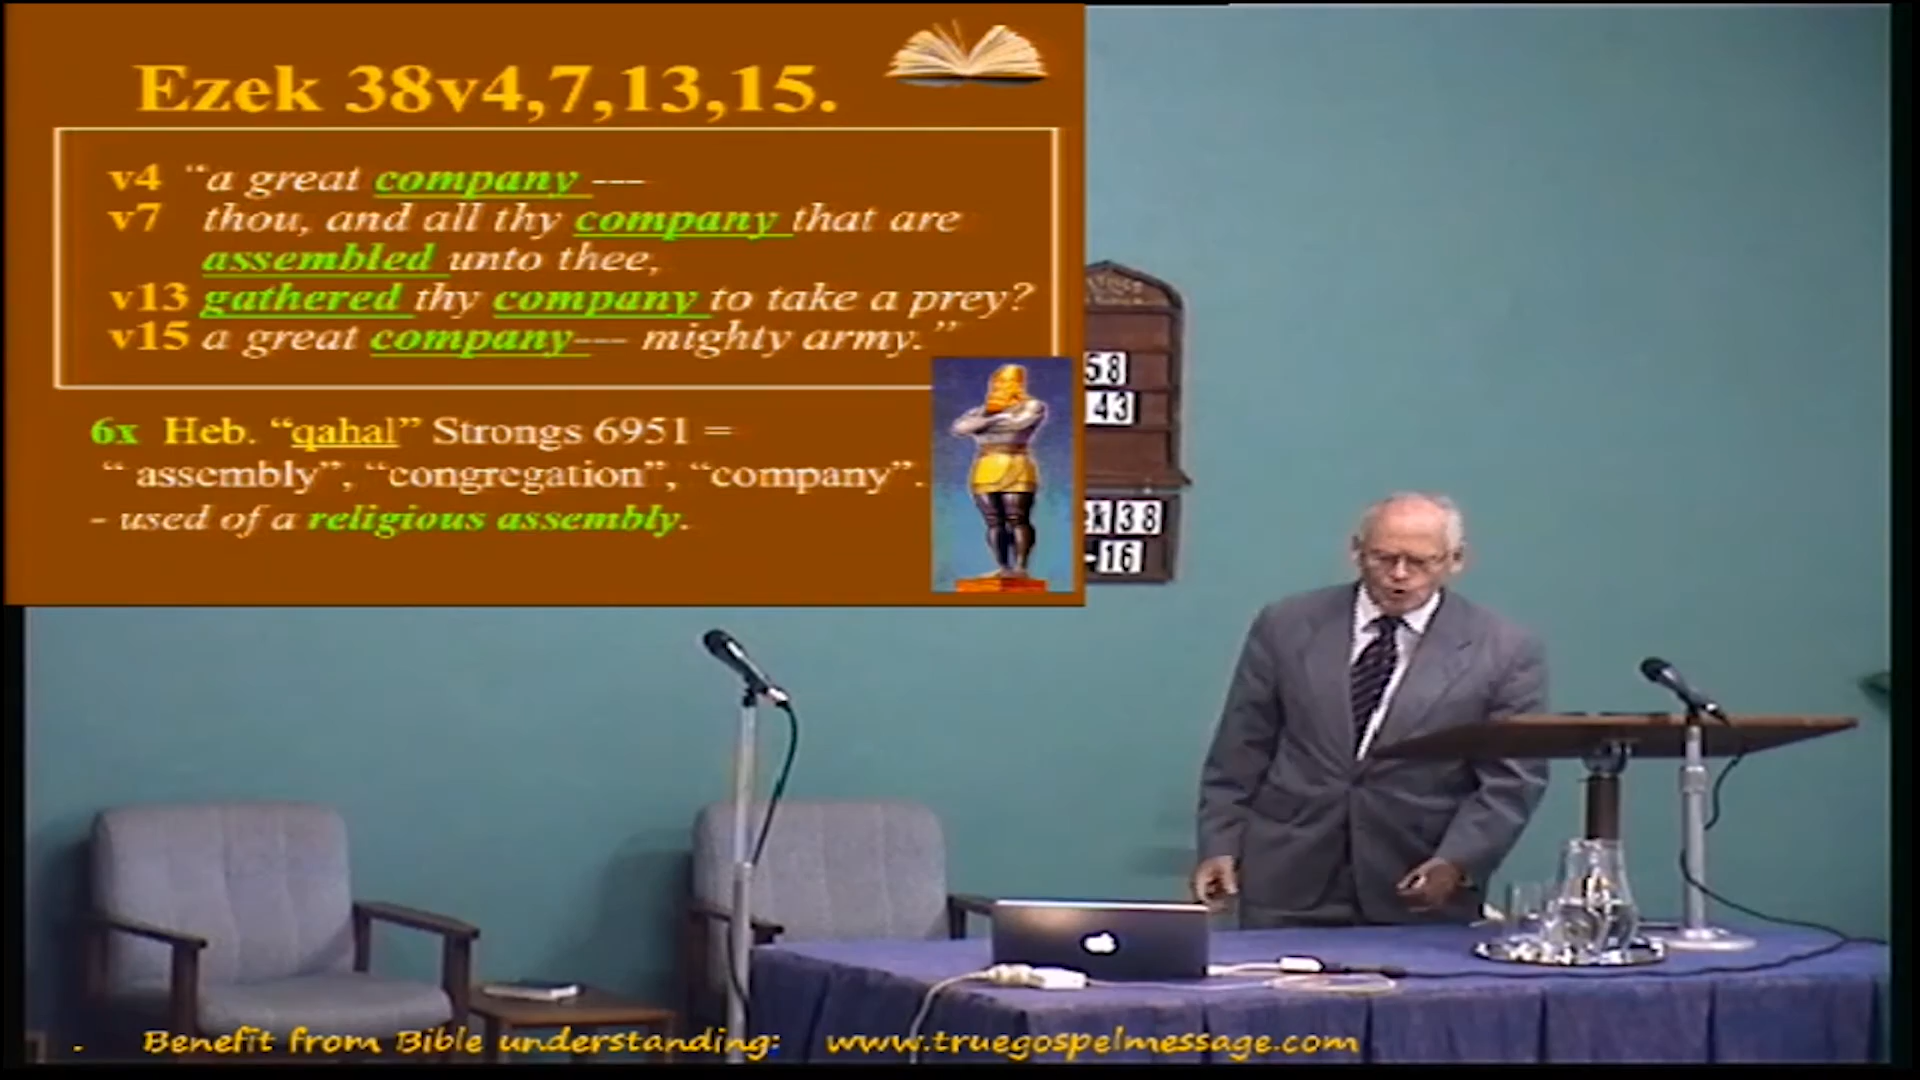 Ezek 38v4,7,13,15.
v4 “a great company ---
v7 thou, and all thy company that are
assembled unto thee,
v13 gathered thy company to take a prey?
v15 a great company--- mighty army.”
6x Heb. “qahal” Strongs 6951 =
“ assembly”, “congregation”, “company”.
- used of a religious assembly.
58
43
k 38
-16
Benefit from Bible understanding: www.truegospelmessage.com